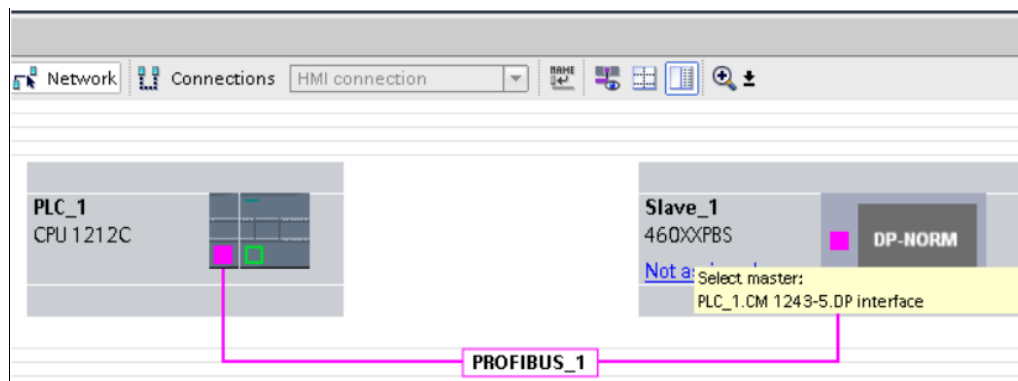 Network
Connections
HMI connection
NAME
PLC_1
CPU 1212C
Slave_1
460XXPBS
DP-NORM
Not
Select master:
PLC_1.CM 1243-5.DP interface
PROFIBUS_1